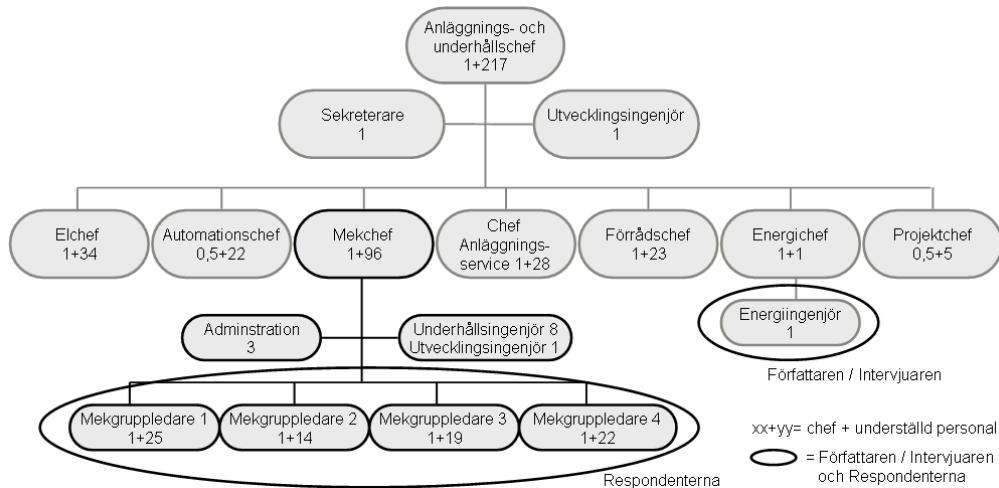 Anläggnings- och
underhållschef
1+217
Sekreterare
1
Utvecklingsingenjör
1
Elchef
1+34
Automationschef
0,5+22
Mekchef
1+96
Chef
Anläggnings-
service 1+28
Förrådschef
1+23
Energichef
1+1
Projektchef
0,5+5
Adminstration
3
Underhållsingenjör 8
Utvecklingsingenjör 1
Energiingenjör
1
Författaren / Intervjuaren
Mekgruppledare 1
1+25
Mekgruppledare 2
1+14
Mekgruppledare 3
1+19
Mekgruppledare 4
1+22
Respondenterna
xx+yy= chef + underställd personal
= Författaren / Intervjuaren
och Respondenterna